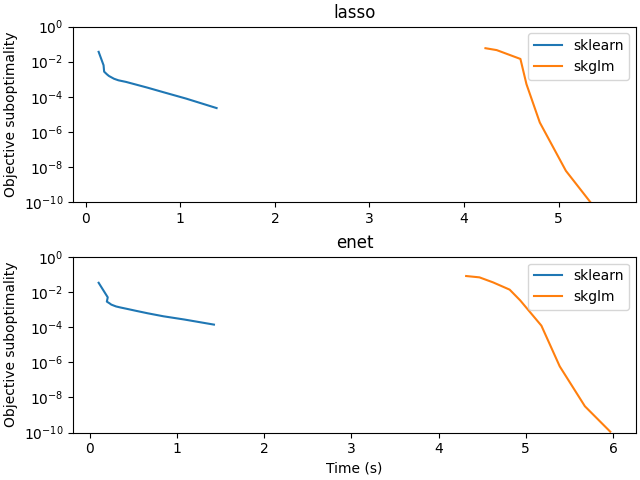 lasso
Objective suboptimality
10^0
10^-2
10^-4
10^-6
10^-8
10^-10
sklearn
skglm
0 1 2 3 4 5
enet
Objective suboptimality
10^0
10^-2
10^-4
10^-6
10^-8
10^-10
sklearn
skglm
0 1 2 3 4 5 6
Time (s)